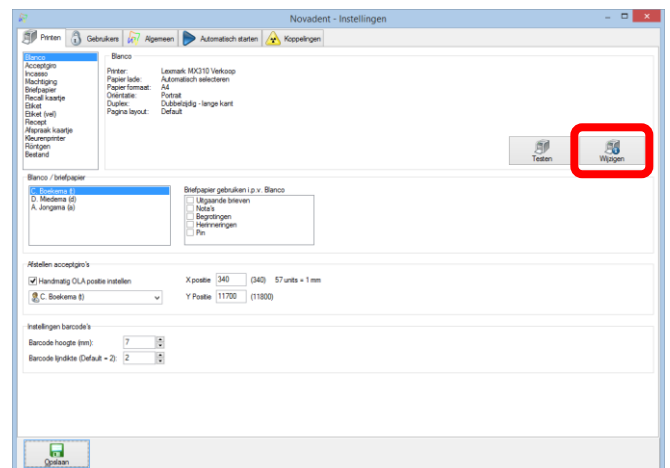 Novadent - Instellingen
Printen Gebruikers Algemeen Automatisch starten Koppelingen
Blanco
Acceptgiro
Incasso
Machtiging
Briefpapier
Recall kaartje
Etiket
Etiket (vel)
Recept
Afspraak kaartje
Kleurenprinter
Röntgen
Bestand
Blanco
Printer: Lexmark MX310 Verkoop
Papier lade: Automatisch selecteren
Papier formaat: A4
Oriëntatie: Portrait
Duplex: Dubbelzijdig - lange kant
Pagina layout: Default
Testen Wijzigen
Blanco / briefpapier
C. Boekema (t)
D. Miedema (d)
A. Jongsma (a)
Briefpapier gebruiken i.p.v. Blanco
Uitgaande brieven
Nota's
Begrotingen
Herinneringen
Pin
Afstellen acceptgiro's
Handmatig OLA positie instellen X positie 340 (340) 57 units = 1 mm
C. Boekema (t) Y Positie 11700 (11800)
Instellingen barcode's
Barcode hoogte (mm): 7
Barcode lijndikte (Default = 2): 2
Opslaan